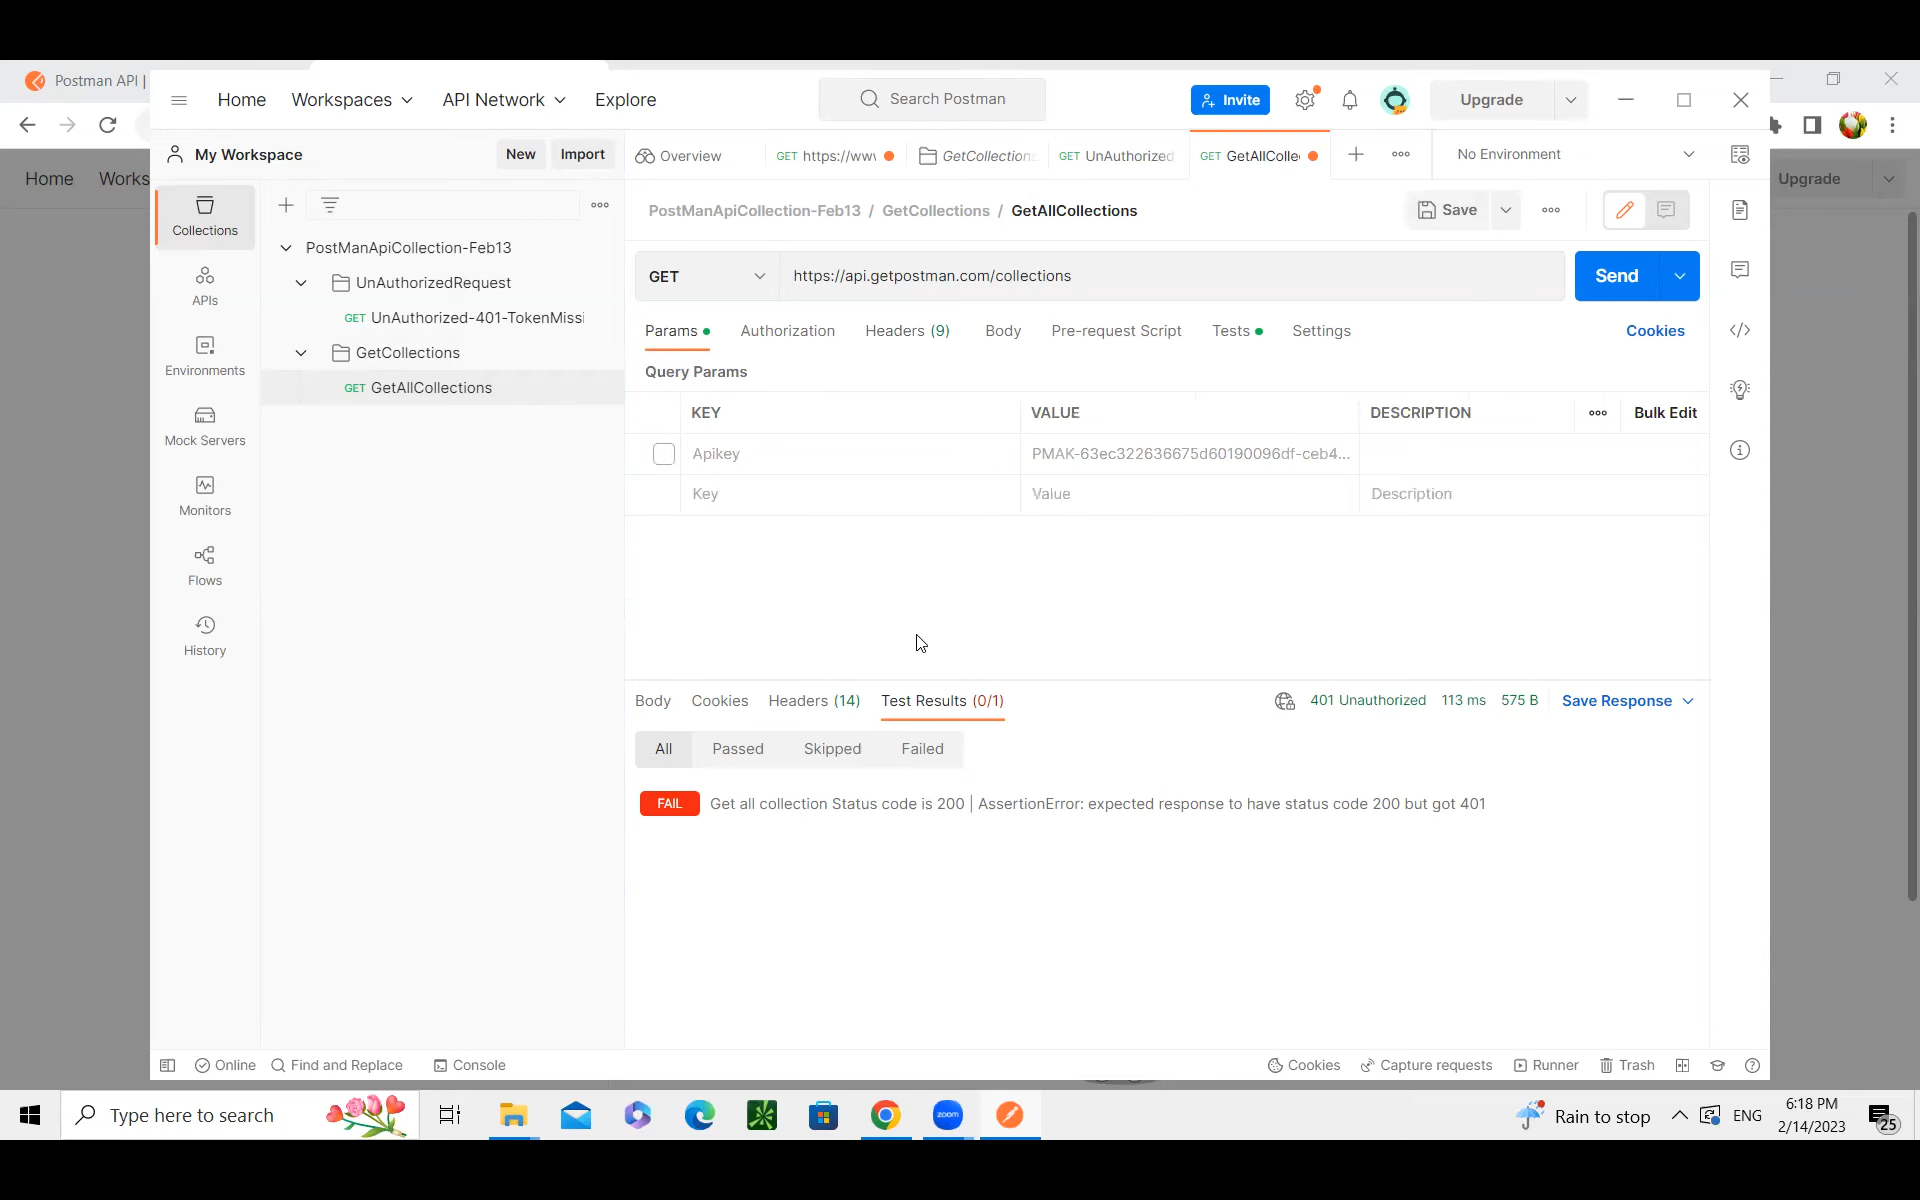 Postman API |
Home
Works
Home Workspaces API Network Explore
Search Postman
Invite
Upgrade
Upgrade
My Workspace
New Import
Overview
GET https://www
GetCollection
GET UnAuthorized
GET GetAllColle
No Environment
Collections
APIs
Environments
Mock Servers
Monitors
Flows
History
PostManApiCollection-Feb13
UnAuthorizedRequest
GET UnAuthorized-401-TokenMissi
GetCollections
GET GetAllCollections
PostManApiCollection-Feb13 / GetCollections / GetAllCollections
Save
GET https://api.getpostman.com/collections
Send
Params Authorization Headers (9) Body Pre-request Script Tests Settings Cookies
Query Params
KEY VALUE DESCRIPTION Bulk Edit
Apikey PMAK-63ec322636675d60190096df-ceb4...
Key Value Description
Body Cookies Headers (14) Test Results (0/1)
401 Unauthorized 113 ms 575 B Save Response
All Passed Skipped Failed
FAIL Get all collection Status code is 200 | AssertionError: expected response to have status code 200 but got 401
Online Find and Replace Console
Cookies Capture requests Runner Trash
Type here to search
zoom
Rain to stop
ENG
6:18 PM
2/14/2023
25